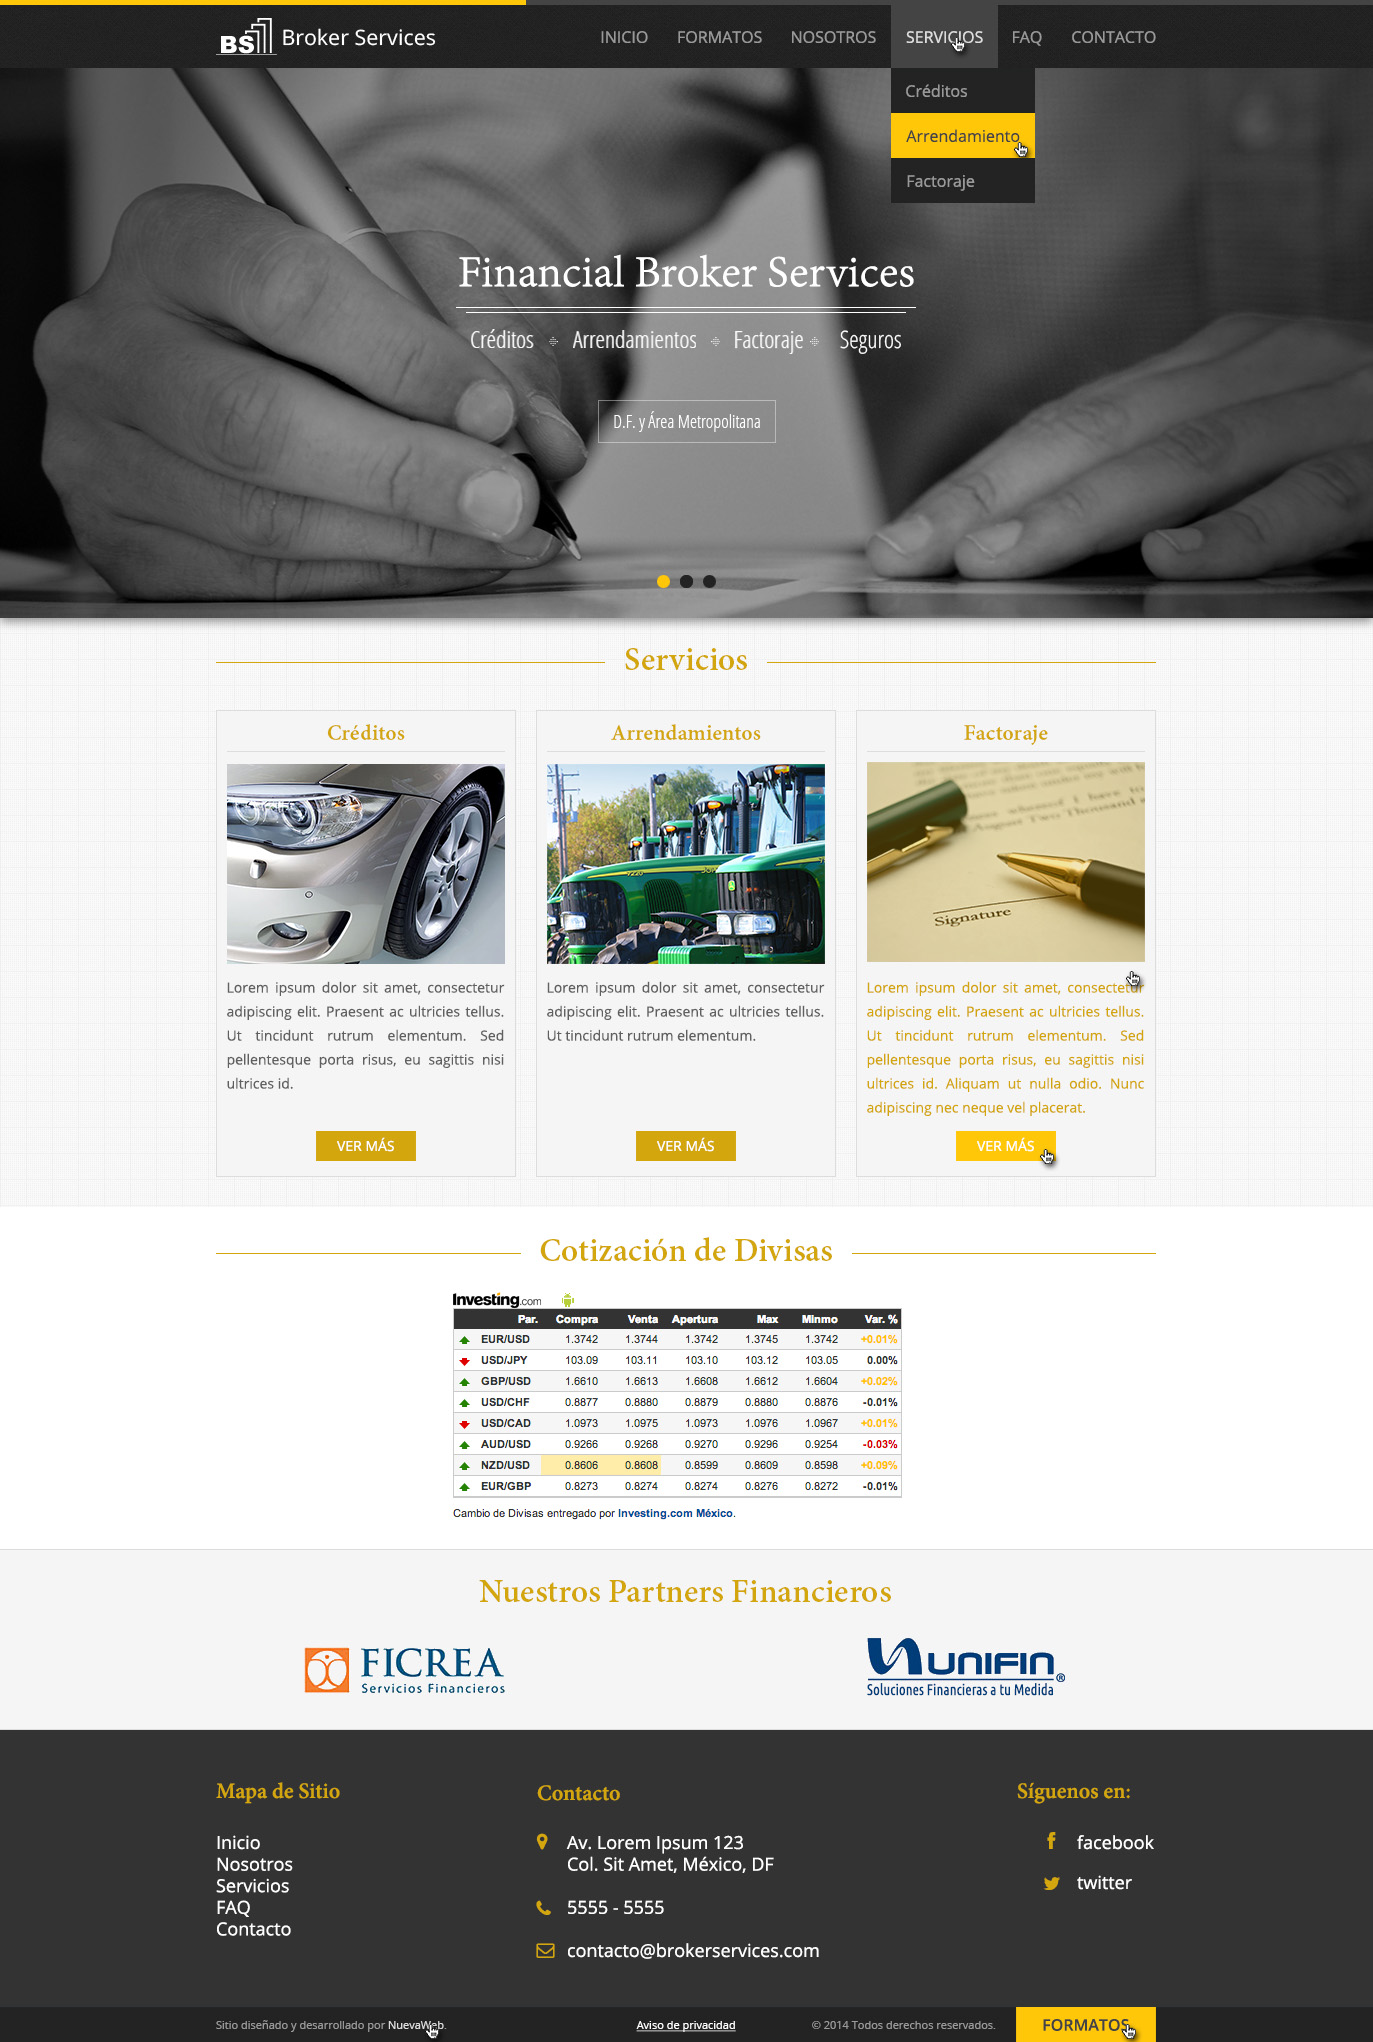 BS Broker Services
INICIO FORMATOS NOSOTROS SERVICIOS FAQ CONTACTO
Créditos
Arrendamiento
Factoraje
Financial Broker Services
Créditos Arrendamientos Factoraje Seguros
D.F. y Área Metropolitana
Servicios
Créditos
Lorem ipsum dolor sit amet, consectetur
adipiscing elit. Praesent ac ultricies tellus.
Ut tincidunt rutrum elementum. Sed
pellentesque porta risus, eu sagittis nisi
ultrices id.
VER MÁS
Arrendamientos
7220
Lorem ipsum dolor sit amet, consectetur
adipiscing elit. Praesent ac ultricies tellus.
Ut tincidunt rutrum elementum.
VER MÁS
Factoraje
whereof I have to
August Two Thousand
Signature
Lorem ipsum dolor sit amet, consectetur
adipiscing elit. Praesent ac ultricies tellus.
Ut tincidunt rutrum elementum. Sed
pellentesque porta risus, eu sagittis nisi
ultrices id. Aliquam ut nulla odio. Nunc
adipiscing nec neque vel placerat.
VER MÁS
Cotización de Divisas
Investing.com
Par. Compra Venta Apertura Max Minmo Var. %
EUR/USD 1.3742 1.3744 1.3742 1.3745 1.3742 +0.01%
USD/JPY 103.09 103.11 103.10 103.12 103.05 0.00%
GBP/USD 1.6610 1.6613 1.6608 1.6612 1.6604 +0.02%
USD/CHF 0.8877 0.8880 0.8879 0.8880 0.8876 -0.01%
USD/CAD 1.0973 1.0975 1.0973 1.0976 1.0967 +0.01%
AUD/USD 0.9266 0.9268 0.9270 0.9296 0.9254 -0.03%
NZD/USD 0.8606 0.8608 0.8599 0.8609 0.8598 +0.09%
EUR/GBP 0.8273 0.8274 0.8274 0.8276 0.8272 -0.01%
Cambio de Divisas entregado por Investing.com México.
Nuestros Partners Financieros
FICREA
Servicios Financieros
UNIFIN®
Soluciones Financieras a tu Medida
Mapa de Sitio
Inicio
Nosotros
Servicios
FAQ
Contacto
Contacto
Av. Lorem Ipsum 123
Col. Sit Amet, México, DF
5555 - 5555
contacto@brokerservices.com
Síguenos en:
facebook
twitter
Sitio diseñado y desarrollado por NuevaWeb.
Aviso de privacidad
© 2014 Todos derechos reservados.
FORMATOS